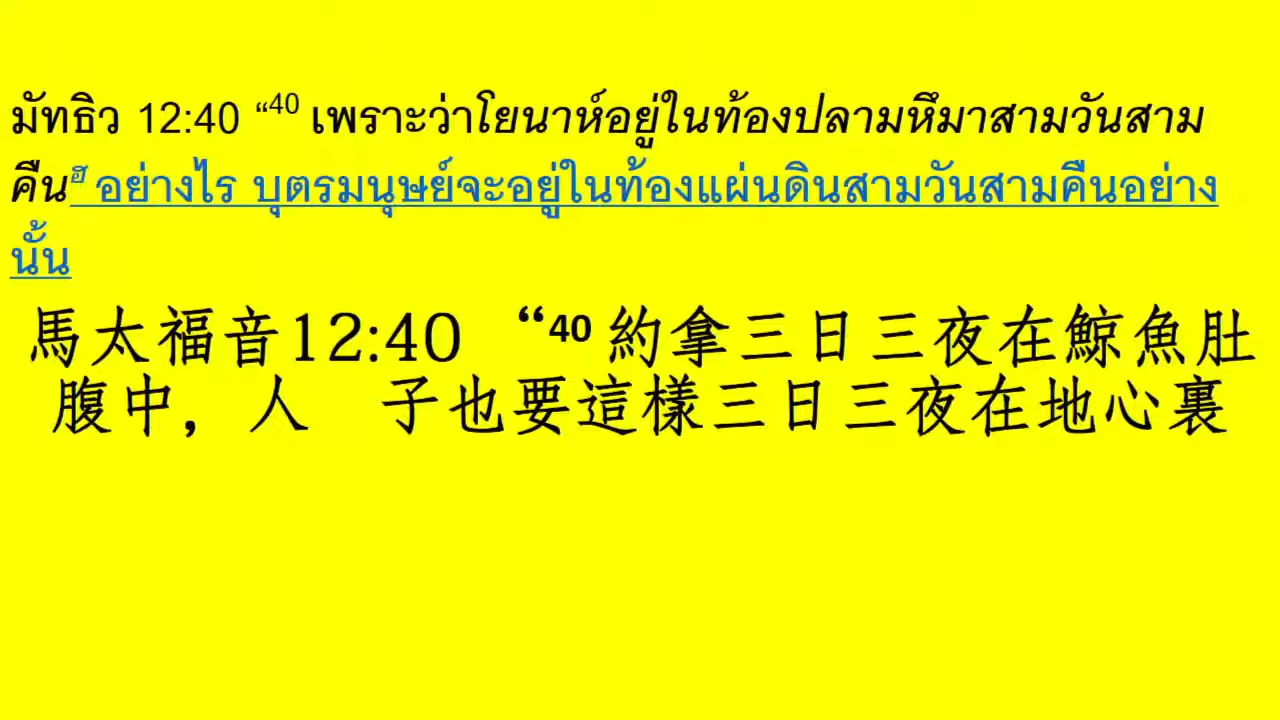 มัทธิว 12:40 “40 เพราะว่าโยนาห์อยู่ในท้องปลามหึมาสามวันสาม
คืนฮ อย่างไร บุตรมนุษย์จะอยู่ในท้องแผ่นดินสามวันสามคืนอย่าง
นั้น
馬太福音12:40 “40 約拿三日三夜在鯨魚肚
腹中，人　子也要這樣三日三夜在地心裏